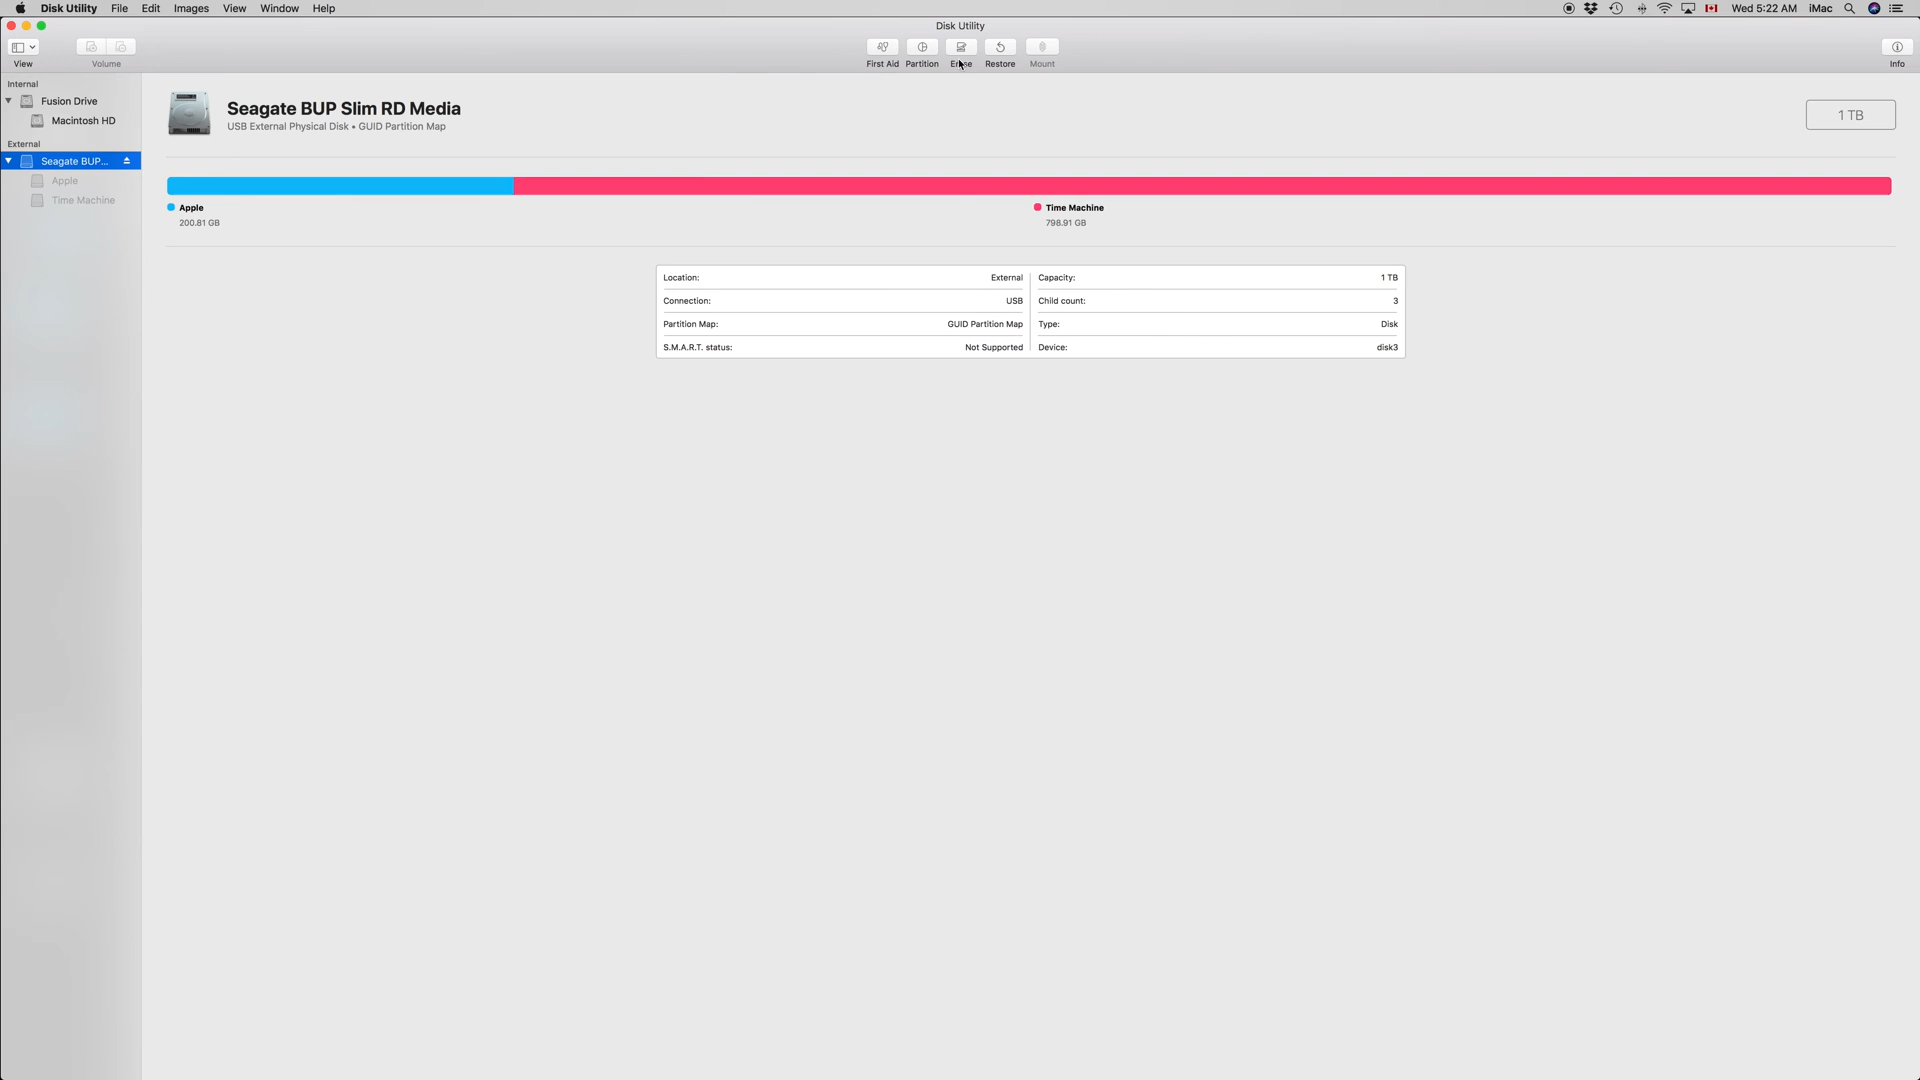 Disk Utility File Edit Images View Window Help Wed 5:22 AM iMac
Disk Utility
View Volume First Aid Partition Erase Restore Mount Info
Internal
Fusion Drive
Macintosh HD
External
Seagate BUP...
Apple
Time Machine
Seagate BUP Slim RD Media
USB External Physical Disk • GUID Partition Map
1 TB
Apple
200.81 GB
Time Machine
798.91 GB
Location: External Capacity: 1 TB
Connection: USB Child count: 3
Partition Map: GUID Partition Map Type: Disk
S.M.A.R.T. status: Not Supported Device: disk3